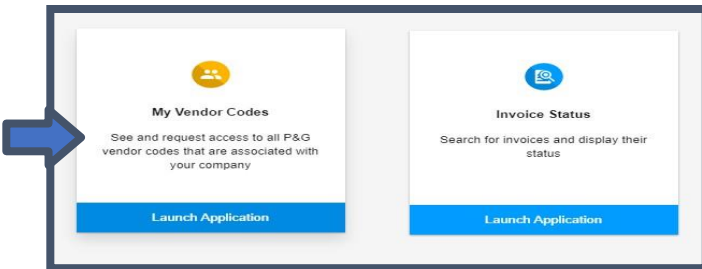 My Vendor Codes
See and request access to all P&G
vendor codes that are associated with
your company
Launch Application
Invoice Status
Search for invoices and display their
status
Launch Application